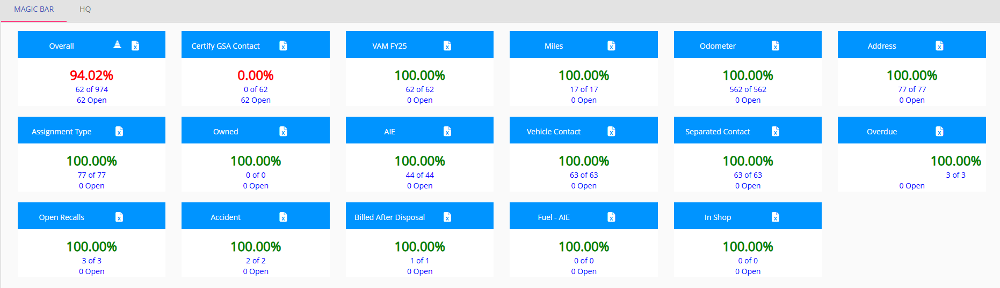 MAGIC BAR HQ
Overall
94.02%
62 of 974
62 Open
Certify GSA Contact
0.00%
0 of 62
62 Open
VAM FY25
100.00%
62 of 62
0 Open
Miles
100.00%
17 of 17
0 Open
Odometer
100.00%
562 of 562
0 Open
Address
100.00%
77 of 77
0 Open
Assignment Type
100.00%
77 of 77
0 Open
Owned
100.00%
0 of 0
0 Open
AIE
100.00%
44 of 44
0 Open
Vehicle Contact
100.00%
63 of 63
0 Open
Separated Contact
100.00%
63 of 63
0 Open
Overdue
100.00%
3 of 3
0 Open
Open Recalls
100.00%
3 of 3
0 Open
Accident
100.00%
2 of 2
0 Open
Billed After Disposal
100.00%
1 of 1
0 Open
Fuel - AIE
100.00%
0 of 0
0 Open
In Shop
100.00%
0 of 0
0 Open